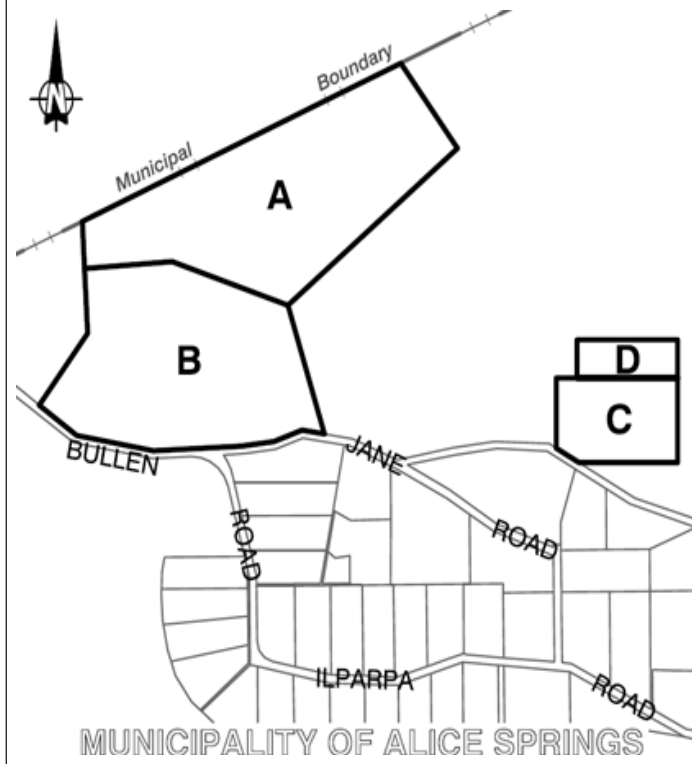 N
Municipal Boundary
A
B
D
C
BULLEN
ROAD
JANE
ROAD
ILPARPA
ROAD
MUNICIPALITY OF ALICE SPRINGS